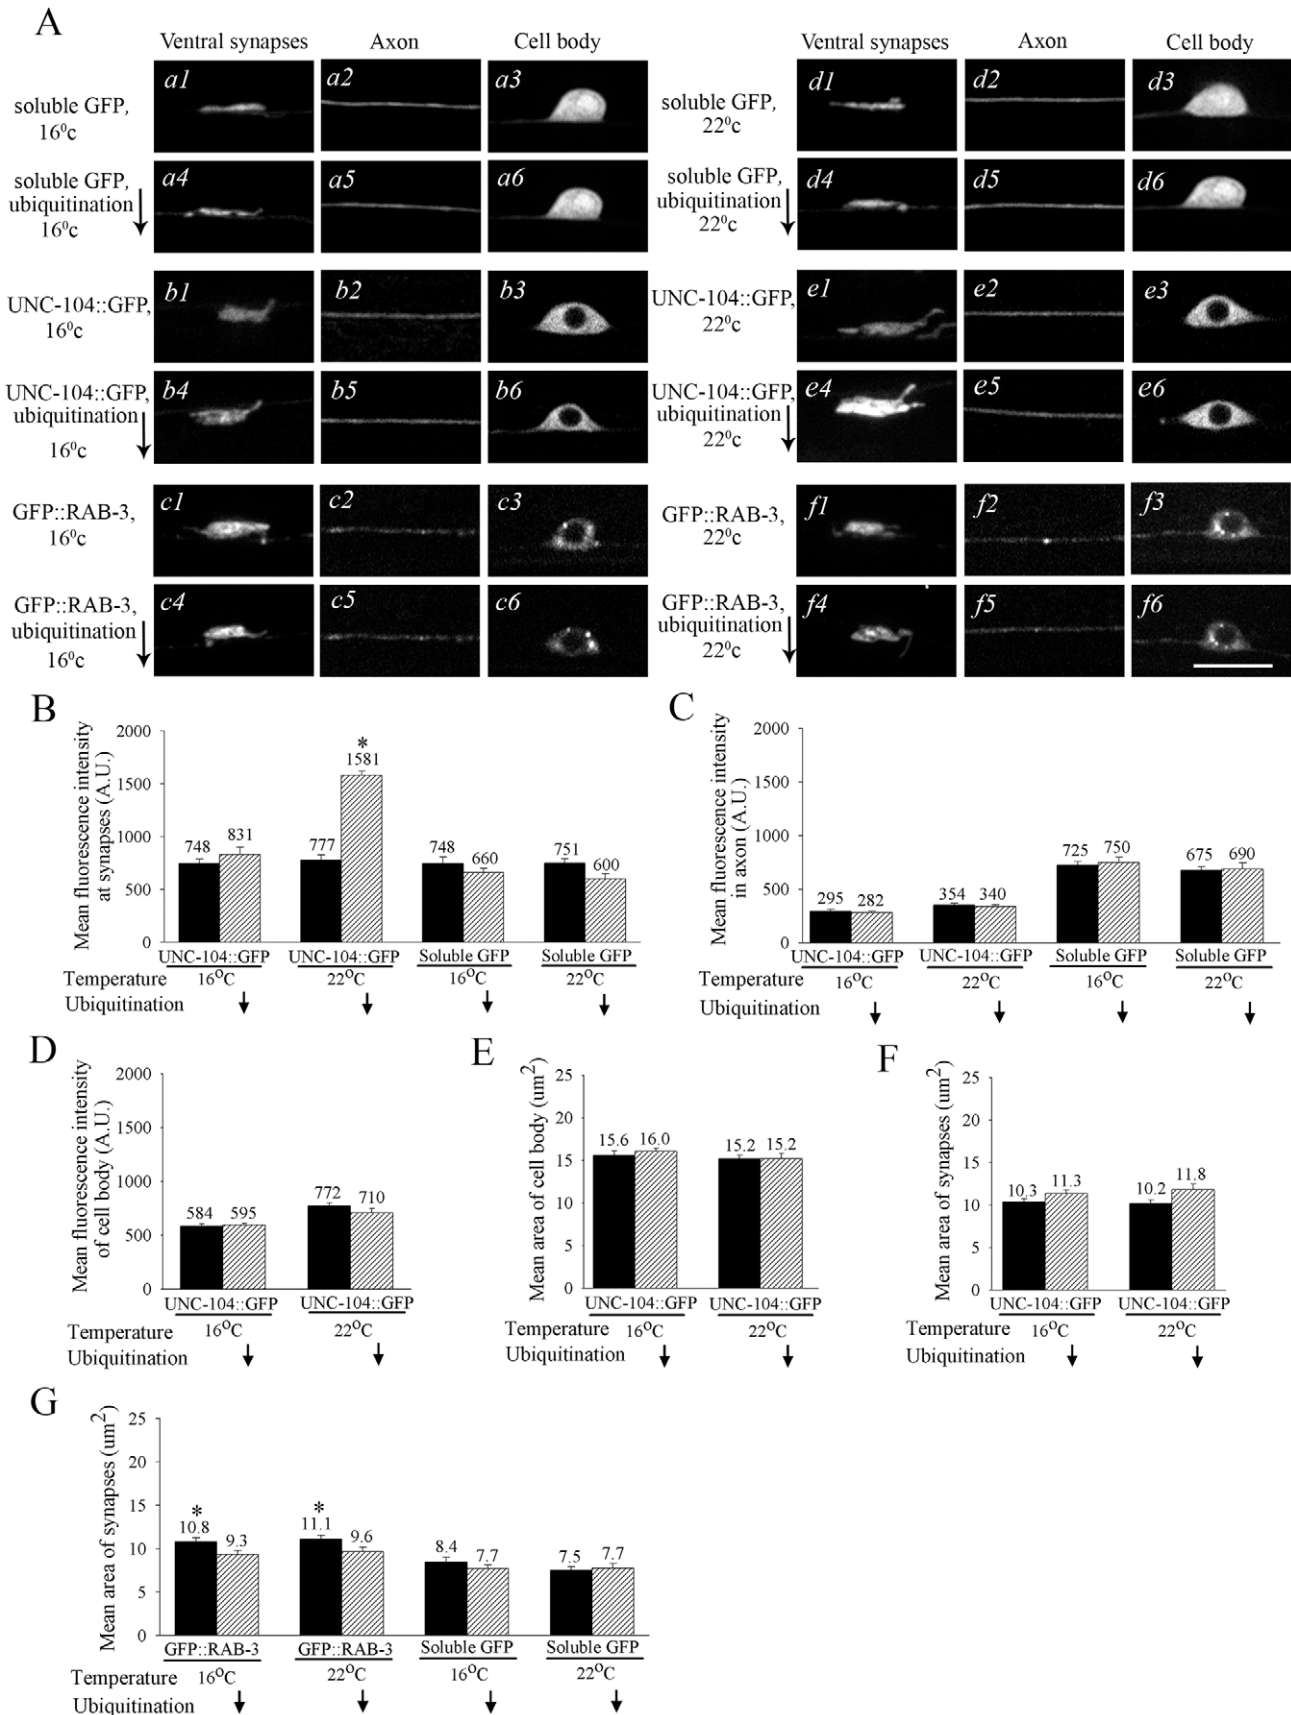 A
Ventral synapses Axon Cell body Ventral synapses Axon Cell body
soluble GFP, 16⁰c a1 a2 a3 soluble GFP, 22⁰c d1 d2 d3
soluble GFP, ubiquitination 16⁰c a4 a5 a6 soluble GFP, ubiquitination 22⁰c d4 d5 d6
UNC-104::GFP, 16⁰c b1 b2 b3 UNC-104::GFP, 22⁰c e1 e2 e3
UNC-104::GFP, ubiquitination 16⁰c b4 b5 b6 UNC-104::GFP, ubiquitination 22⁰c e4 e5 e6
GFP::RAB-3, 16⁰c c1 c2 c3 GFP::RAB-3, 22⁰c f1 f2 f3
GFP::RAB-3, ubiquitination 16⁰c c4 c5 c6 GFP::RAB-3, ubiquitination 22⁰c f4 f5 f6
B
Mean fluorescence intensity
at synapses (A.U.)
2000
1500
1000
500
0
748 831 777 * 1581 748 660 751 600
UNC-104::GFP UNC-104::GFP Soluble GFP Soluble GFP
Temperature 16⁰C 22⁰C 16⁰C 22⁰C
Ubiquitination ↓ ↓ ↓ ↓
C
Mean fluorescence intensity
in axon (A.U.)
2000
1500
1000
500
0
295 282 354 340 725 750 675 690
UNC-104::GFP UNC-104::GFP Soluble GFP Soluble GFP
Temperature 16⁰C 22⁰C 16⁰C 22⁰C
Ubiquitination ↓ ↓ ↓ ↓
D
Mean fluorescence intensity
of cell body (A.U.)
2000
1500
1000
500
0
584 595 772 710
UNC-104::GFP UNC-104::GFP
Temperature 16⁰C 22⁰C
Ubiquitination ↓ ↓
E
Mean area of cell body (um²)
25
20
15
10
5
0
15.6 16.0 15.2 15.2
UNC-104::GFP UNC-104::GFP
Temperature 16⁰C 22⁰C
Ubiquitination ↓ ↓
F
Mean area of synapses (um²)
25
20
15
10
5
0
10.3 11.3 10.2 11.8
UNC-104::GFP UNC-104::GFP
Temperature 16⁰C 22⁰C
Ubiquitination ↓ ↓
G
Mean area of synapses (um²)
25
20
15
10
5
0
* 10.8 9.3 * 11.1 9.6 8.4 7.7 7.5 7.7
GFP::RAB-3 GFP::RAB-3 Soluble GFP Soluble GFP
Temperature 16⁰C 22⁰C 16⁰C 22⁰C
Ubiquitination ↓ ↓ ↓ ↓